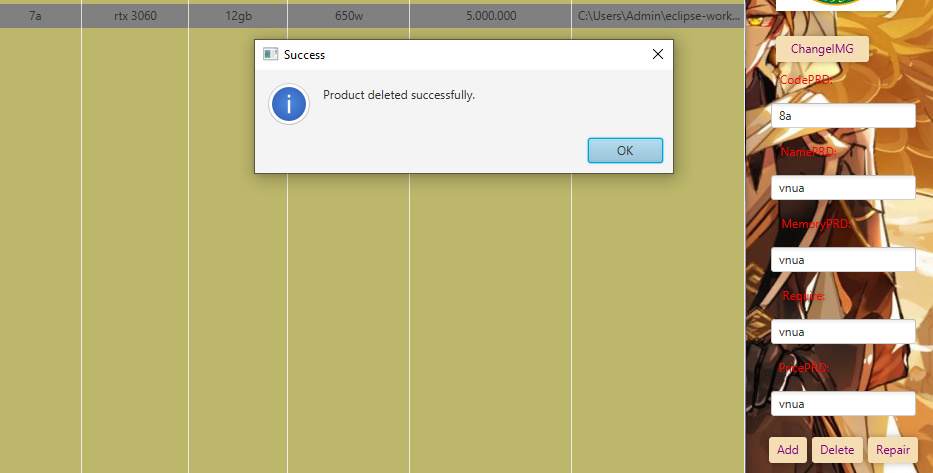 7a rtx 3060 12gb 650w 5.000.000 C:\Users\Admin\eclipse-work...
Success
Product deleted successfully.
OK
ChangeIMG
CodePRD:
8a
NamePRD:
vnua
MemoryPRD:
vnua
Require:
vnua
PricePRD:
vnua
Add Delete Repair